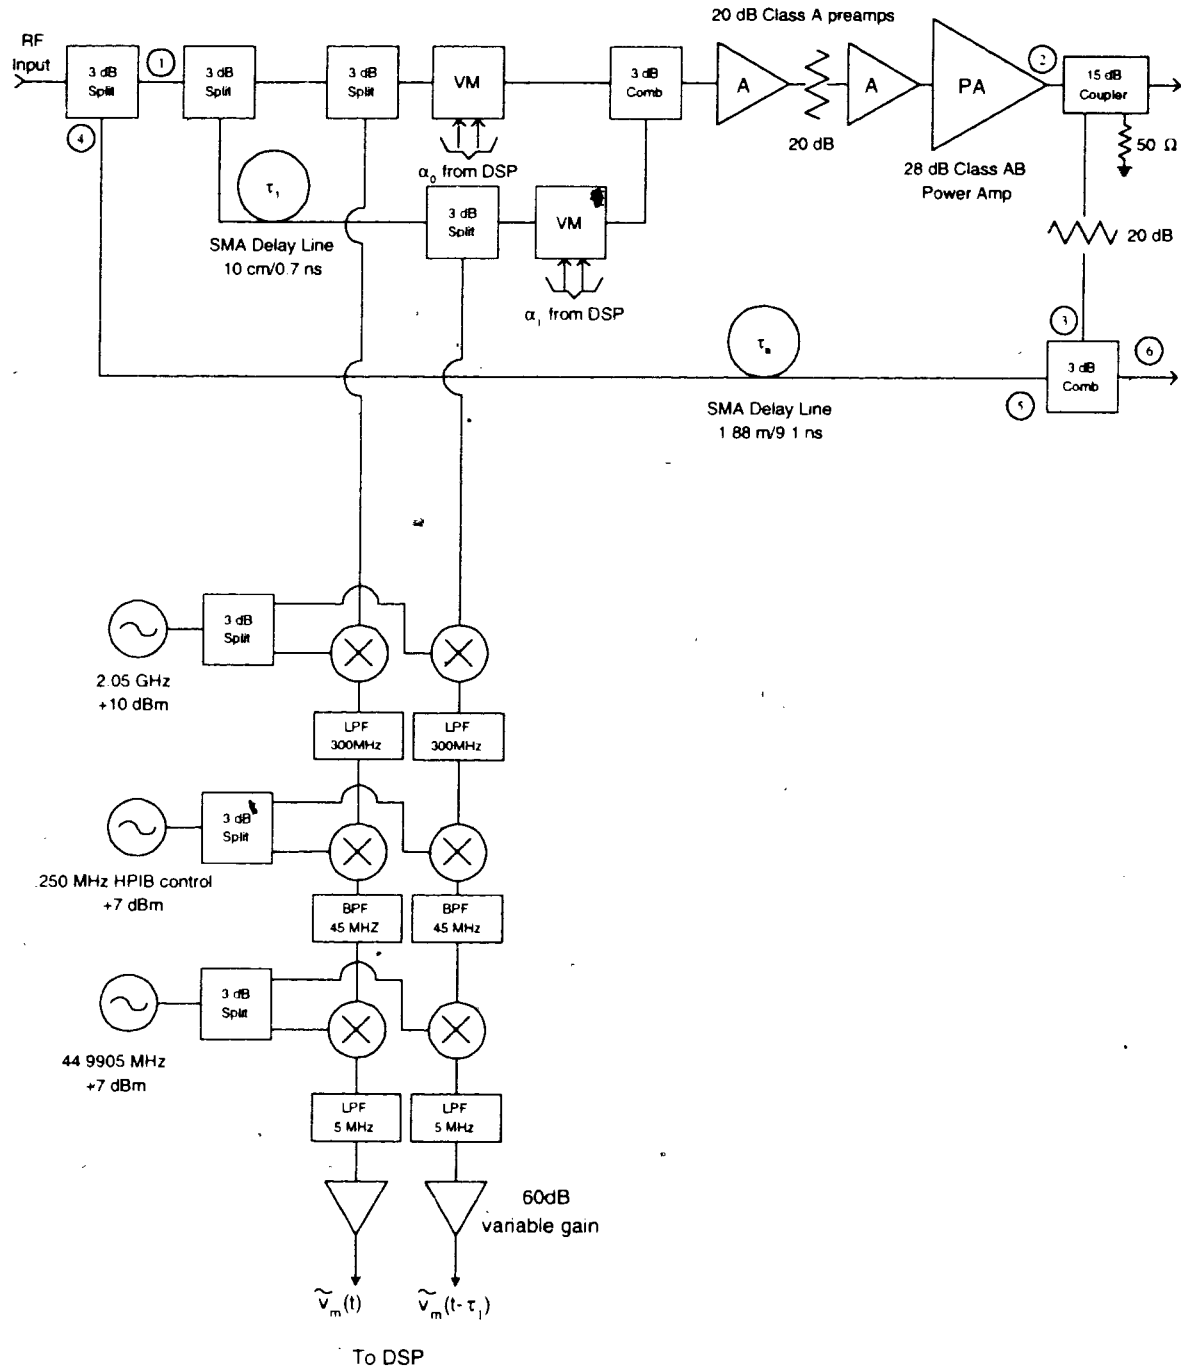 20 dB Class A preamps
RF
Input
3 dB
Split
1
3 dB
Split
3 dB
Split
VM
3 dB
Comb
A
A
PA
2
15 dB
Coupler
4
α₀ from DSP
20 dB
28 dB Class AB
Power Amp
50 Ω
τ₁
SMA Delay Line
10 cm/0.7 ns
3 dB
Split
VM
20 dB
α₁ from DSP
3
τₐ
3 dB
Comb
6
SMA Delay Line
1 88 m/9 1 ns
5
3 dB
Split
2.05 GHz
+10 dBm
LPF
300MHz
LPF
300MHz
3 dB
Split
.250 MHz HPIB control
+7 dBm
BPF
45 MHZ
BPF
45 MHz
3 dB
Split
44 9905 MHz
+7 dBm
LPF
5 MHz
LPF
5 MHz
60dB
variable gain
ṽₘ(t)
ṽₘ(t-τ₁)
To DSP